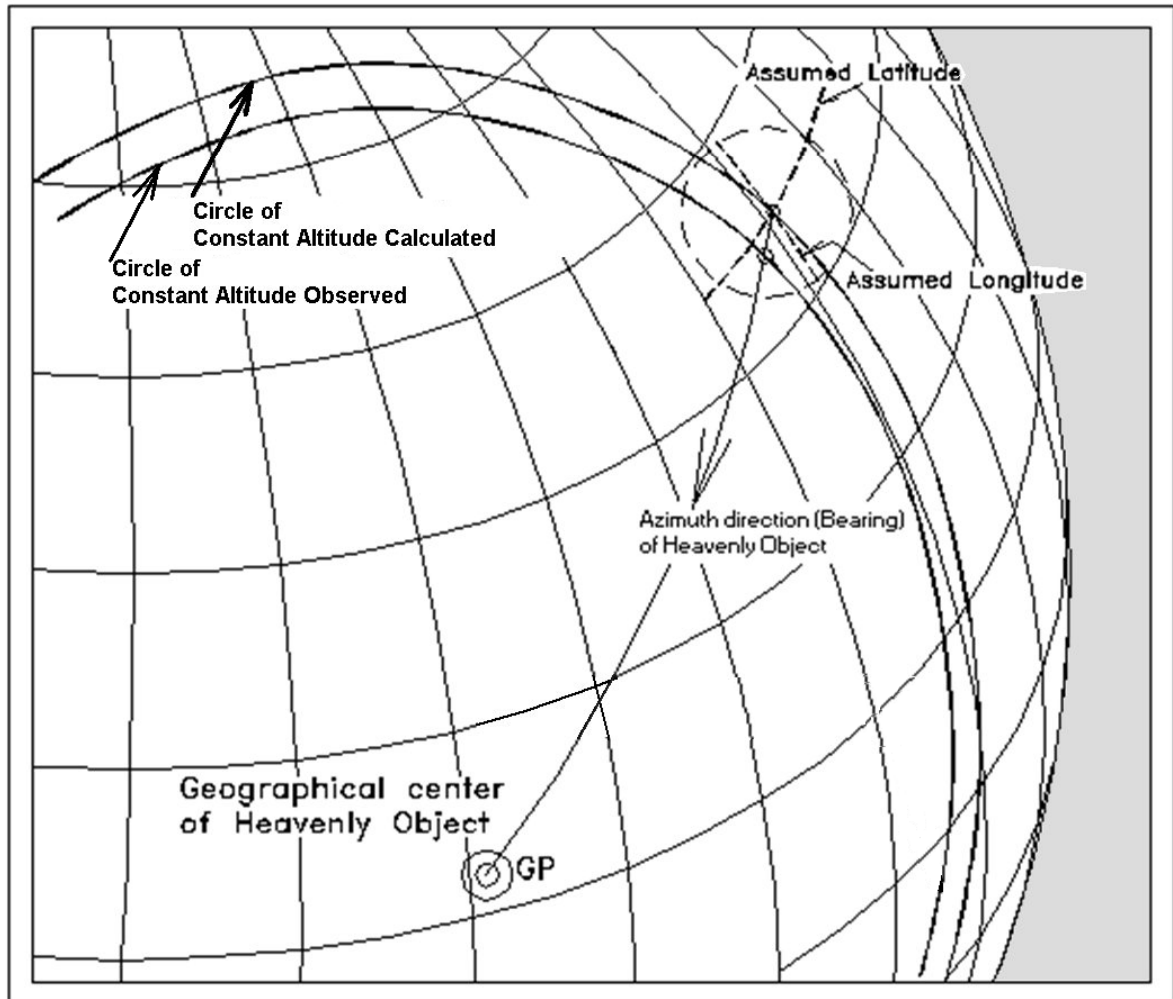 Assumed Latitude
Circle of
Constant Altitude Calculated
Circle of
Constant Altitude Observed
Assumed Longitude
Azimuth direction (Bearing)
of Heavenly Object
Geographical center
of Heavenly Object
GP